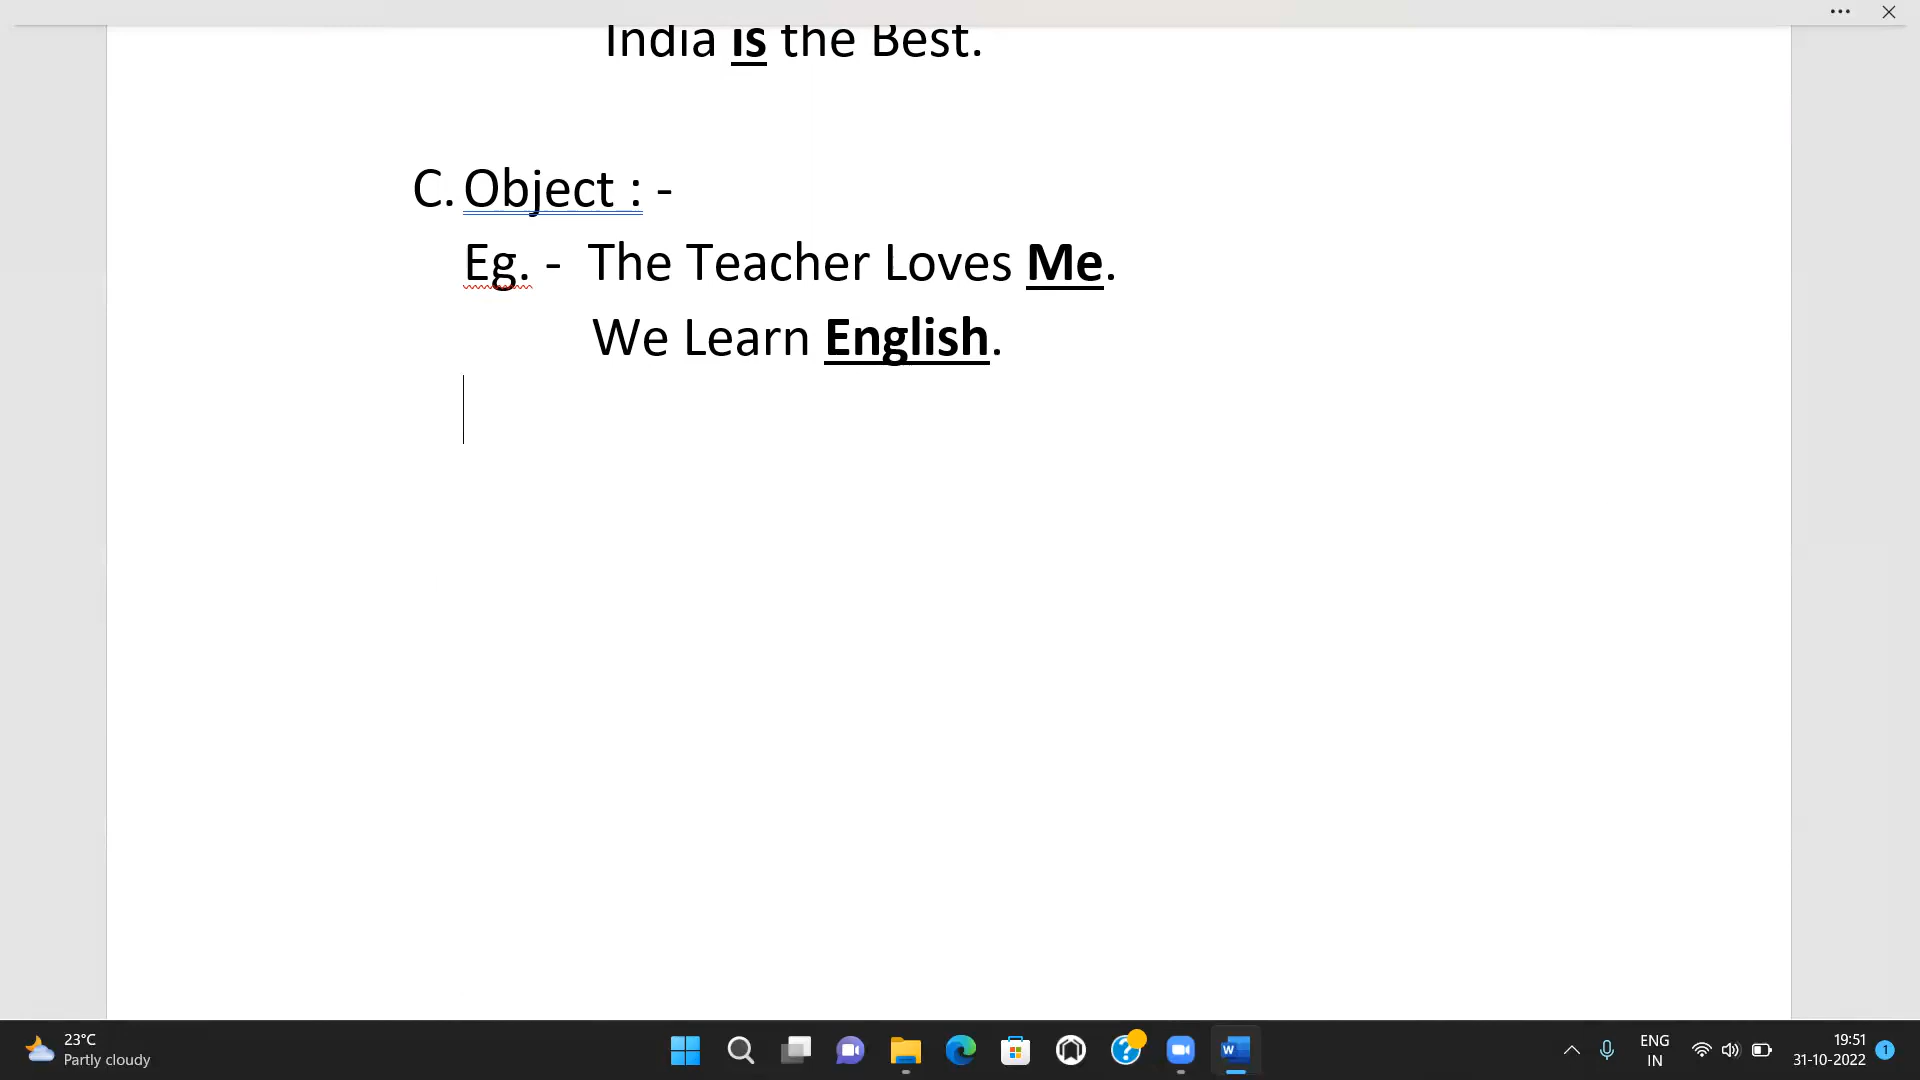 India is the Best.
C. Object : -
Eg. - The Teacher Loves Me.
We Learn English.
23°C
Partly cloudy
ENG
IN
19:51
31-10-2022
1